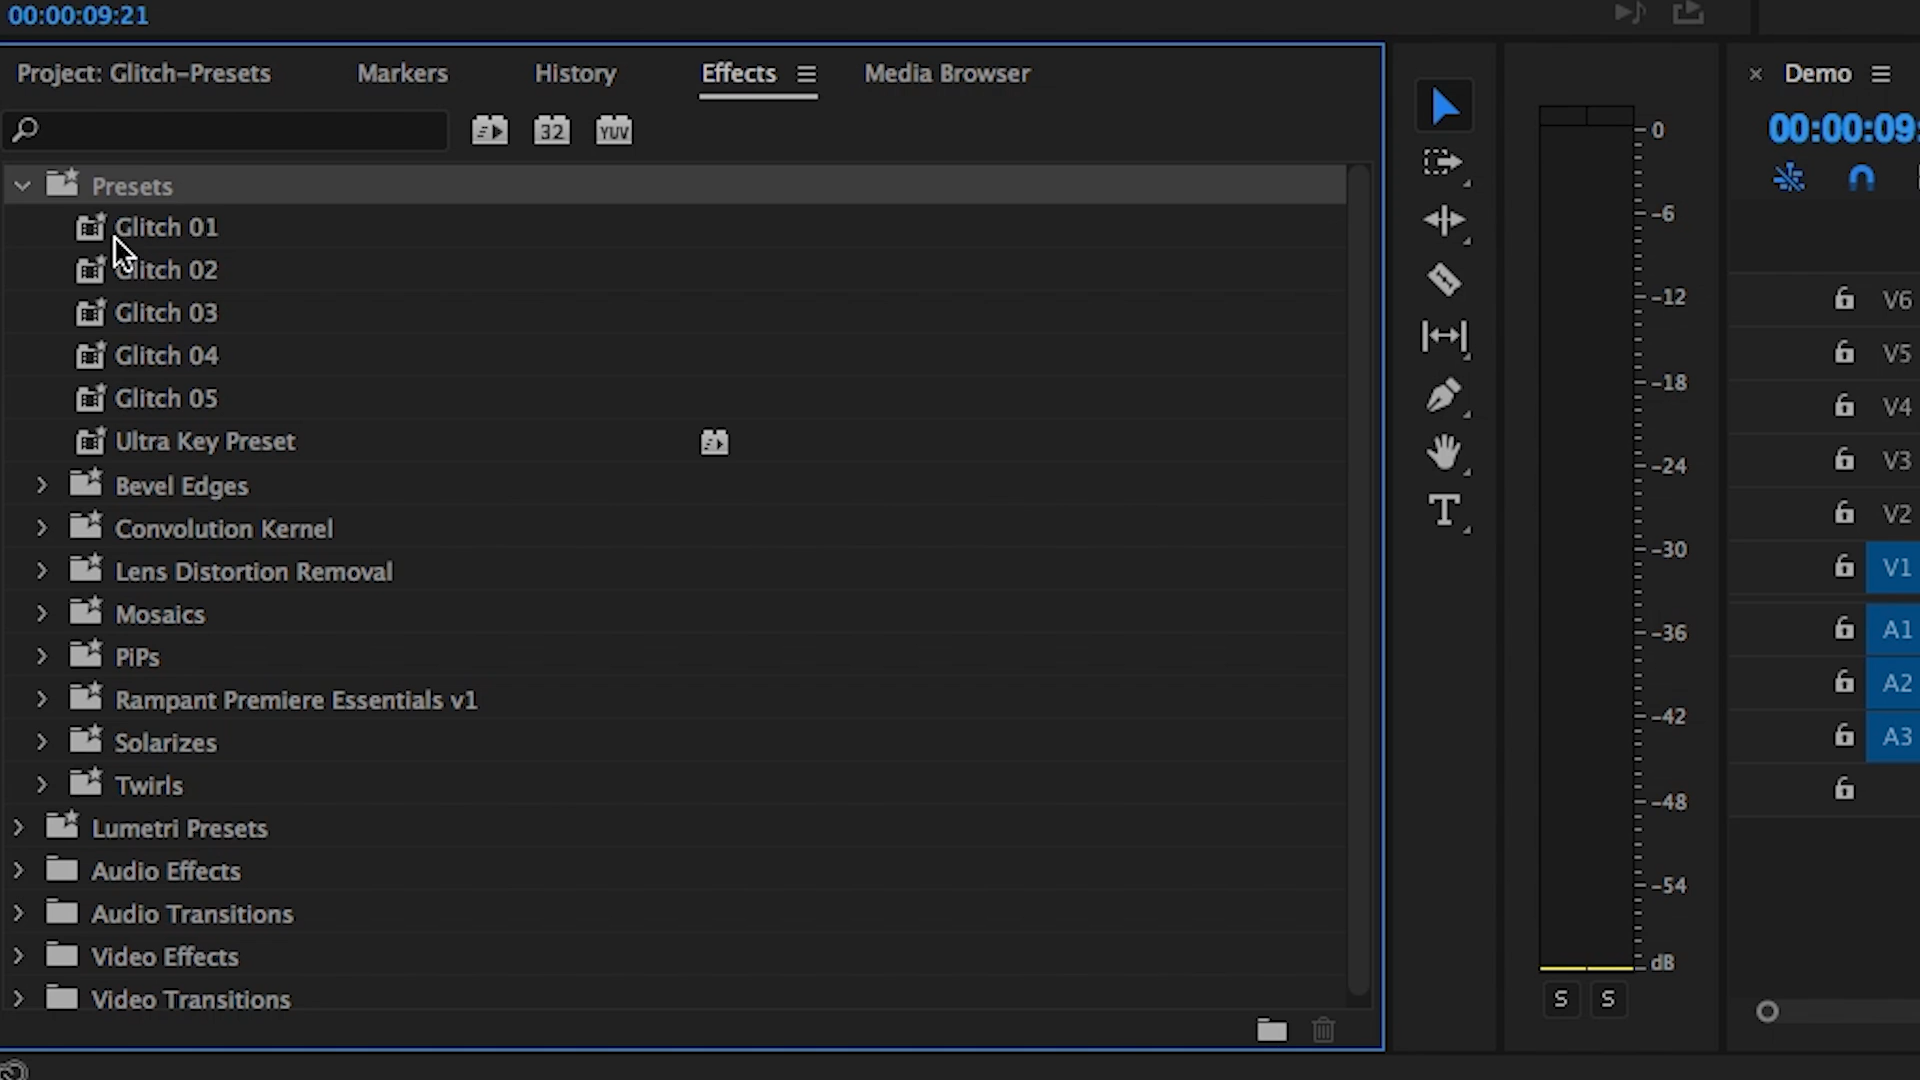 00:00:09:21
Project: Glitch-Presets
Markers
History
Effects
Media Browser
32
YUV
Presets
Glitch 01
Glitch 02
Glitch 03
Glitch 04
Glitch 05
Ultra Key Preset
Bevel Edges
Convolution Kernel
Lens Distortion Removal
Mosaics
PiPs
Rampant Premiere Essentials v1
Solarizes
Twirls
Lumetri Presets
Audio Effects
Audio Transitions
Video Effects
Video Transitions
T
0
-6
-12
-18
-24
-30
-36
-42
-48
-54
dB
S S
Demo
00:00:09:
V6
V5
V4
V3
V2
V1
A1
A2
A3